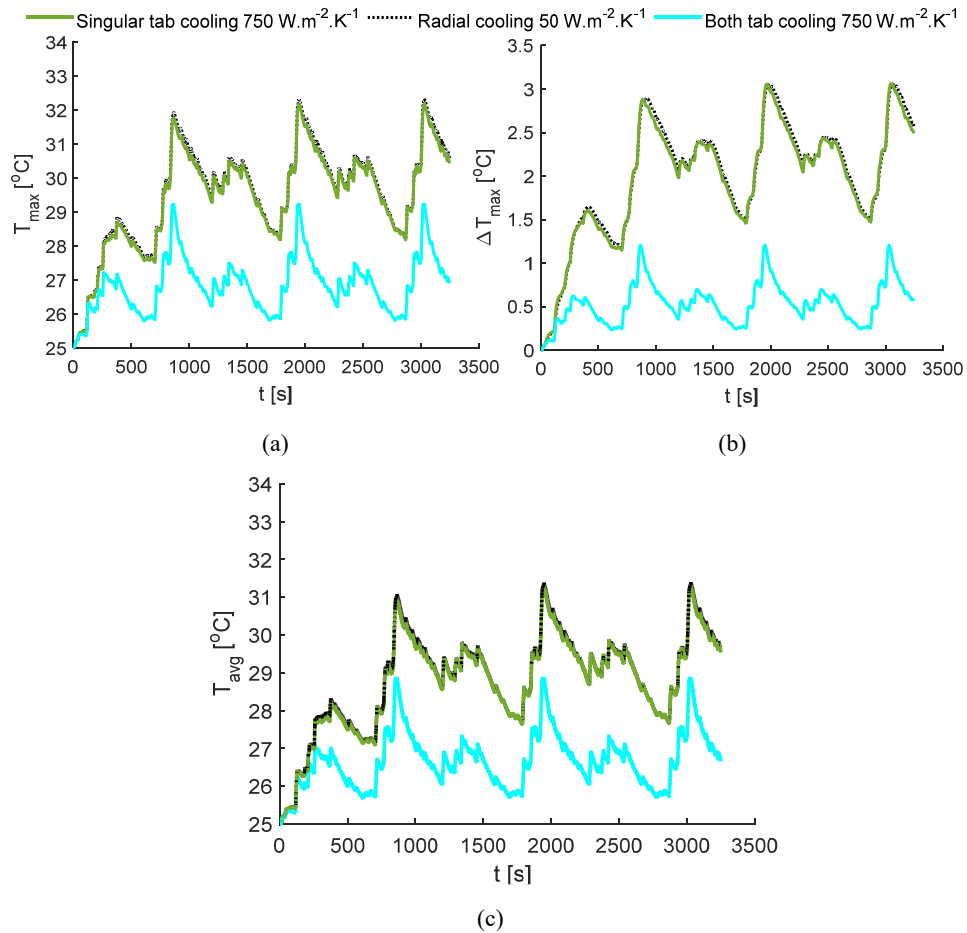 Singular tab cooling 750 W.m⁻².K⁻¹ Radial cooling 50 W.m⁻².K⁻¹ Both tab cooling 750 W.m⁻².K⁻¹
34
33
32
31
30
29
28
27
26
25
T_max [°C]
0 500 1000 1500 2000 2500 3000 3500
t [s]
(a)
3.5
3
2.5
2
1.5
1
0.5
0
Δ T_max [°C]
0 500 1000 1500 2000 2500 3000 3500
t [s]
(b)
34
33
32
31
30
29
28
27
26
25
T_avg [°C]
0 500 1000 1500 2000 2500 3000 3500
t [s]
(c)